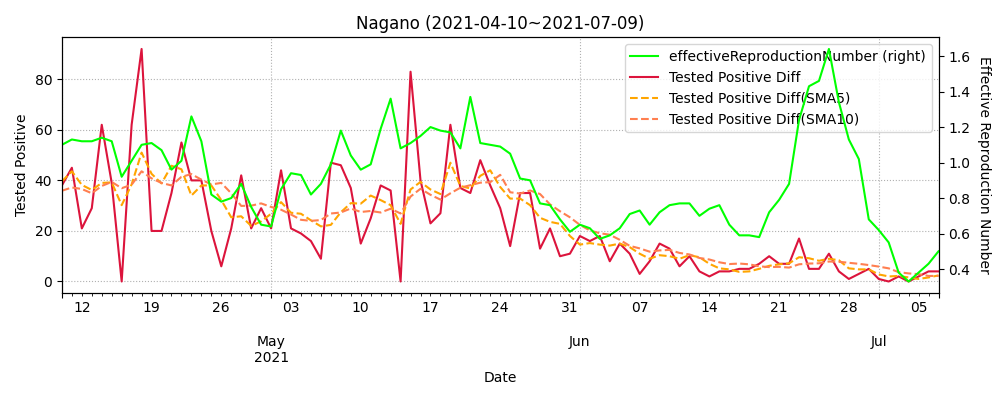 Nagano (2021-04-10~2021-07-09)
effectiveReproductionNumber (right)
Tested Positive Diff
Tested Positive Diff(SMA5)
Tested Positive Diff(SMA10)
Tested Positive
80
60
40
20
0
1.6
1.4
1.2
1.0
0.8
0.6
0.4
Effective Reproduction Number
12 19 26 03 10 17 24 31 07 14 21 28 05
May Jun Jul
2021
Date